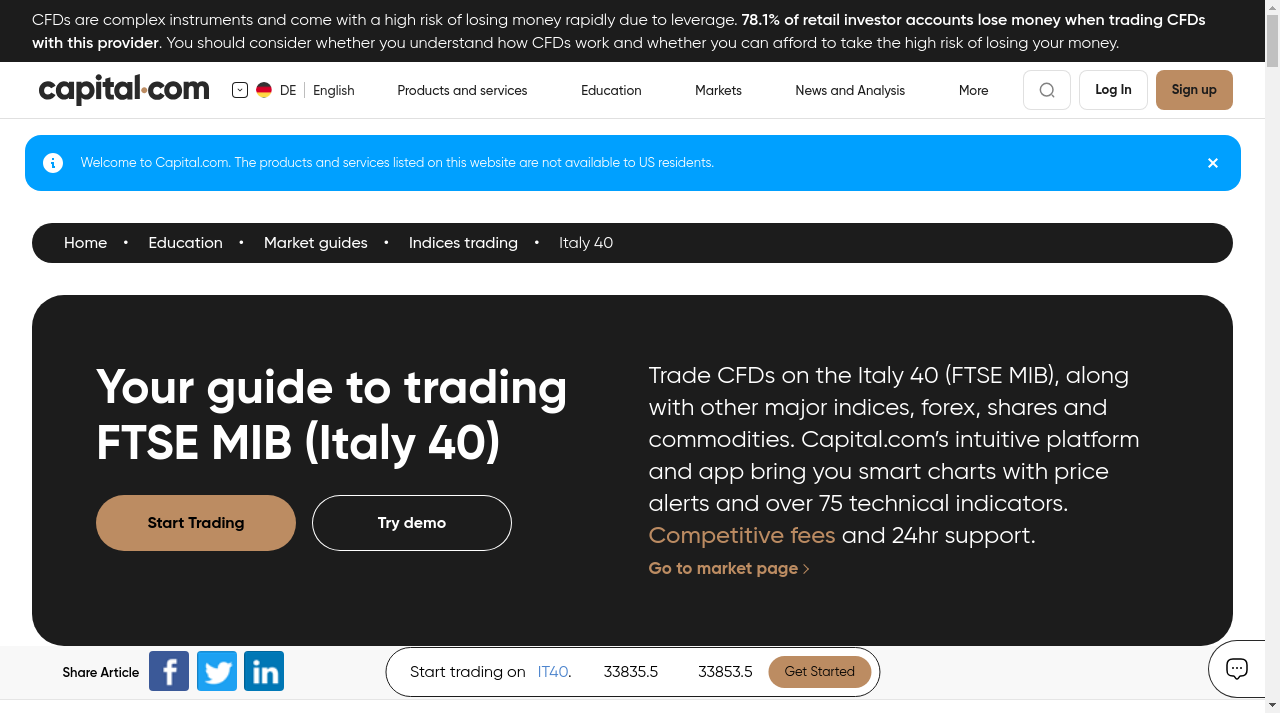 CFDs are complex instruments and come with a high risk of losing money rapidly due to leverage. 78.1% of retail investor accounts lose money when trading CFDs
with this provider. You should consider whether you understand how CFDs work and whether you can afford to take the high risk of losing your money.
capital.com
DE English Products and services Education Markets News and Analysis More Log In Sign up
Welcome to Capital.com. The products and services listed on this website are not available to US residents.
Home • Education • Market guides • Indices trading • Italy 40
Your guide to trading
FTSE MIB (Italy 40)
Start Trading Try demo
Trade CFDs on the Italy 40 (FTSE MIB), along
with other major indices, forex, shares and
commodities. Capital.com’s intuitive platform
and app bring you smart charts with price
alerts and over 75 technical indicators.
Competitive fees and 24hr support.
Go to market page
Share Article
Start trading on IT40. 33835.5 33853.5 Get Started